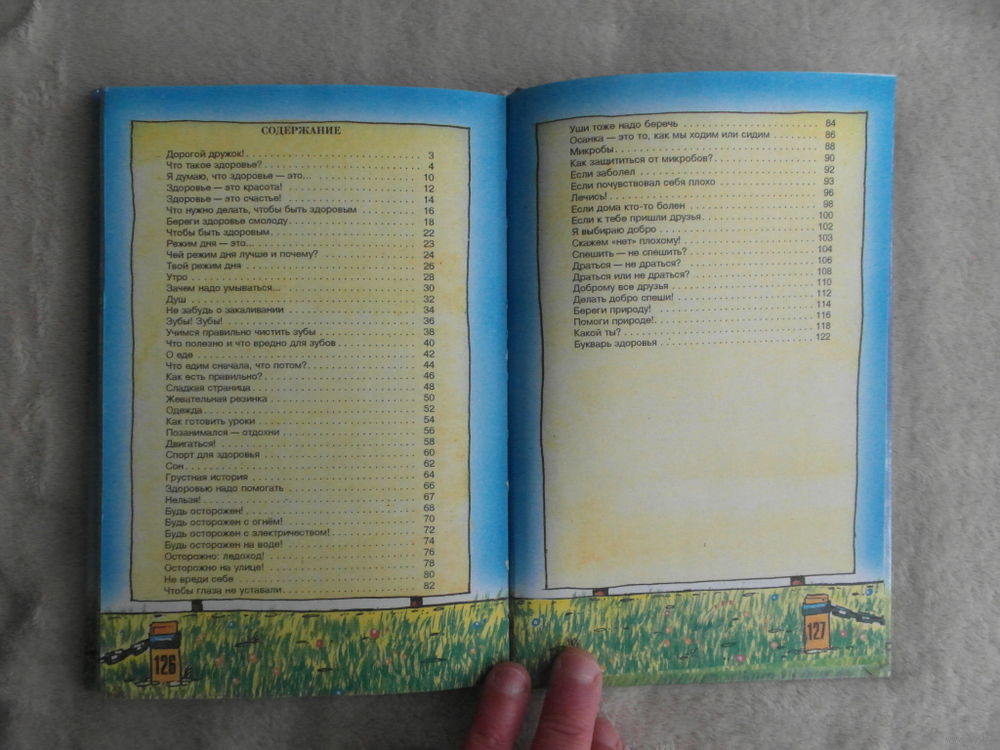 СОДЕРЖАНИЕ
Дорогой дружок! 3
Что такое здоровье? 4
Я думаю, что здоровье — это... 10
Здоровье — это красота! 12
Здоровье — это счастье! 14
Что нужно делать, чтобы быть здоровым 16
Береги здоровье смолоду 18
Чтобы быть здоровым 22
Режим дня — это... 23
Чей режим дня лучше и почему? 24
Твой режим дня 26
Утро 28
Зачем надо умываться... 30
Душ 32
Не забудь о закаливании 34
Зубы! Зубы! 36
Учимся правильно чистить зубы 38
Что полезно и что вредно для зубов 40
О еде 42
Что едим сначала, что потом? 44
Как есть правильно? 46
Сладкая страница 48
Жевательная резинка 50
Одежда 52
Как готовить уроки 54
Позанимался — отдохни 56
Двигаться! 58
Спорт для здоровья 60
Сон 62
Грустная история 64
Здоровью надо помогать 66
Нельзя! 67
Будь осторожен! 68
Будь осторожен с огнём! 70
Будь осторожен с электричеством! 72
Будь осторожен на воде! 74
Осторожно: ледоход! 76
Осторожно на улице! 78
Не вреди себе 80
Чтобы глаза не уставали 82
126
Уши тоже надо беречь 84
Осанка — это то, как мы ходим или сидим 86
Микробы 88
Как защититься от микробов? 90
Если заболел 92
Если почувствовал себя плохо 93
Лечись! 96
Если дома кто-то болен 98
Если к тебе пришли друзья 100
Я выбираю добро 102
Скажем «нет» плохому! 103
Спешить — не спешить? 104
Драться — не драться? 106
Драться или не драться? 108
Доброму все друзья 110
Делать добро спеши! 112
Береги природу! 114
Помоги природе! 116
Какой ты? 118
Букварь здоровья 122
127